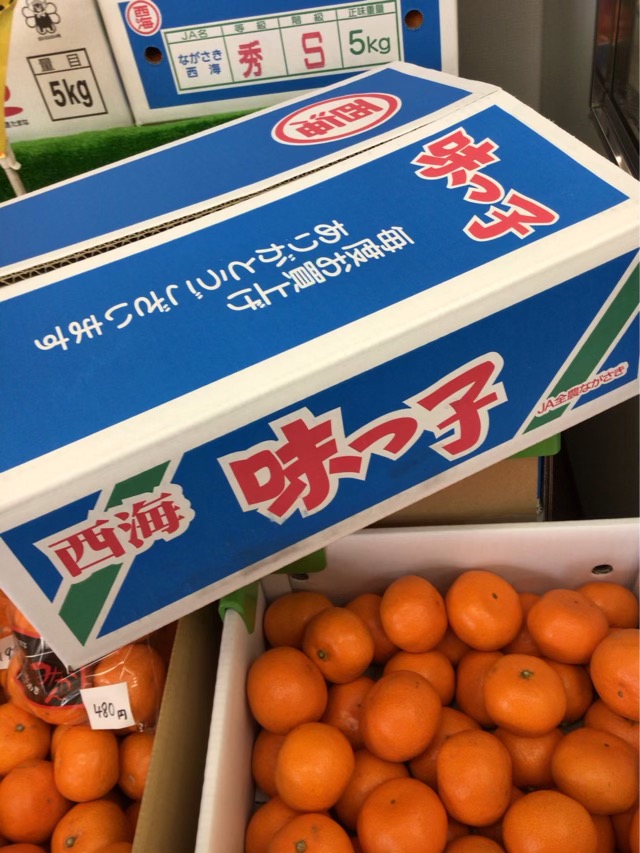 西海
JA名 等級 階級 正味重量
ながさき西海 秀 S 5kg
量目
5kg
西海
味っ子
毎度お買上げ
ありがとうございます
味っ子
西海
JA全農ながさき
480円